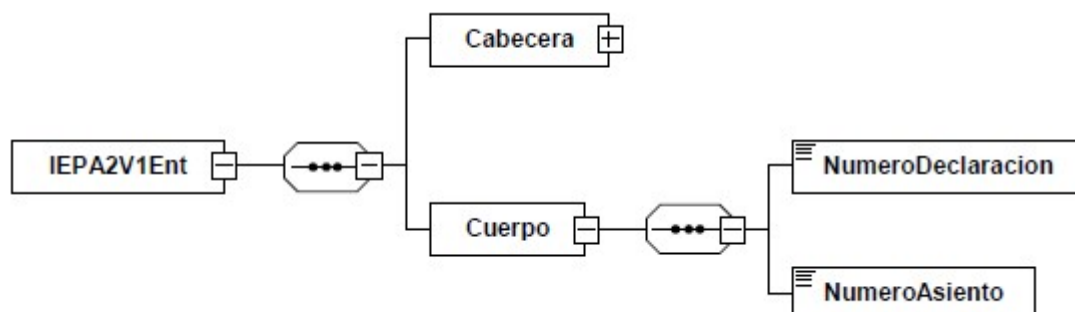 Cabecera
IEPA2V1Ent
NumeroDeclaracion
Cuerpo
NumeroAsiento